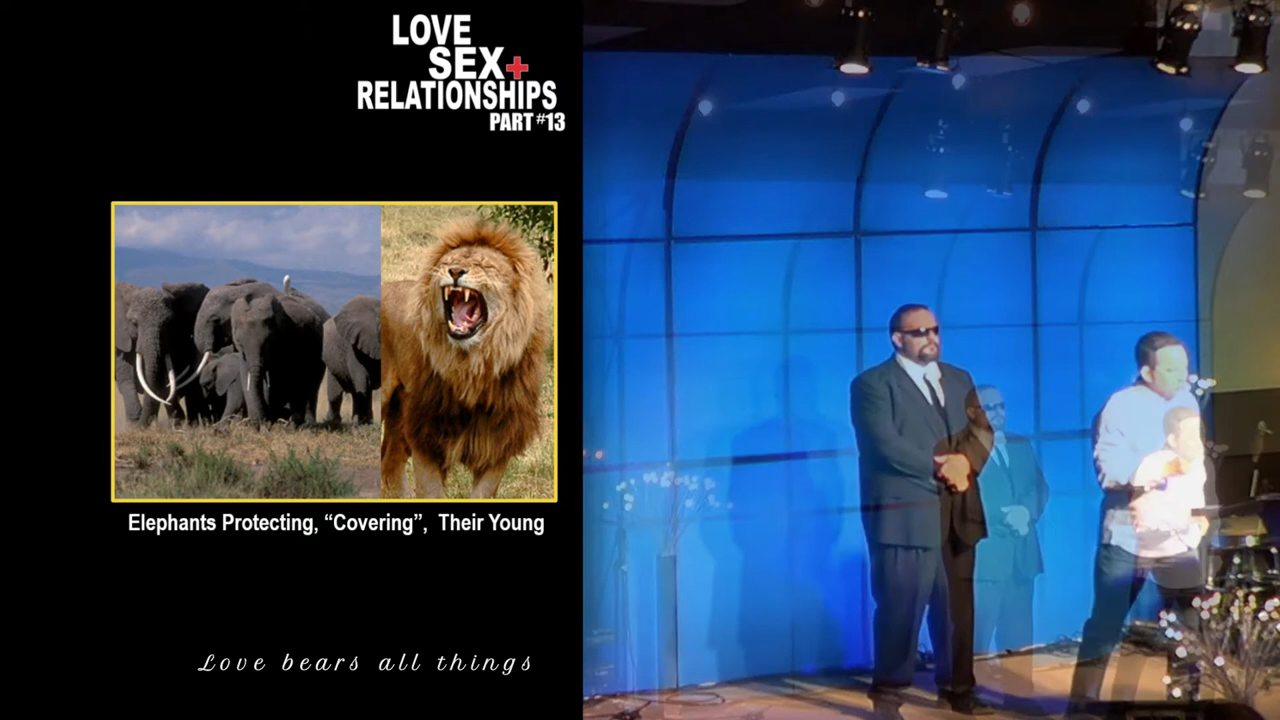 LOVE
SEX+
RELATIONSHIPS
PART #13
Elephants Protecting, “Covering”, Their Young
Love bears all things